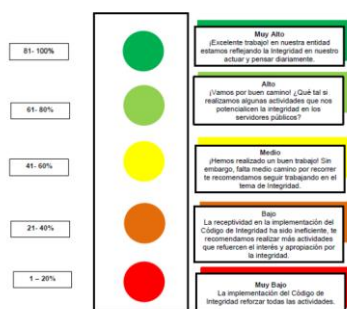 81- 100%
Muy Alto
¡Excelente trabajo! en nuestra entidad
estamos reflejando la Integridad en nuestro
actuar y pensar diariamente.
61- 80%
Alto
¡Vamos por buen camino! ¿Qué tal si
realizamos algunas actividades que nos
potencialicen la integridad en los
servidores públicos?
41- 60%
Medio
¡Hemos realizado un buen trabajo! Sin
embargo, falta medio camino por recorrer
te recomendamos seguir trabajando en el
tema de Integridad.
21- 40%
Bajo
La receptividad en la implementación del
Código de Integridad ha sido ineficiente, te
recomendamos realizar más actividades
que refuercen el interés y apropiación por
la integridad.
1 – 20%
Muy Bajo
La implementación del Código de
Integridad reforzar todas las actividades.